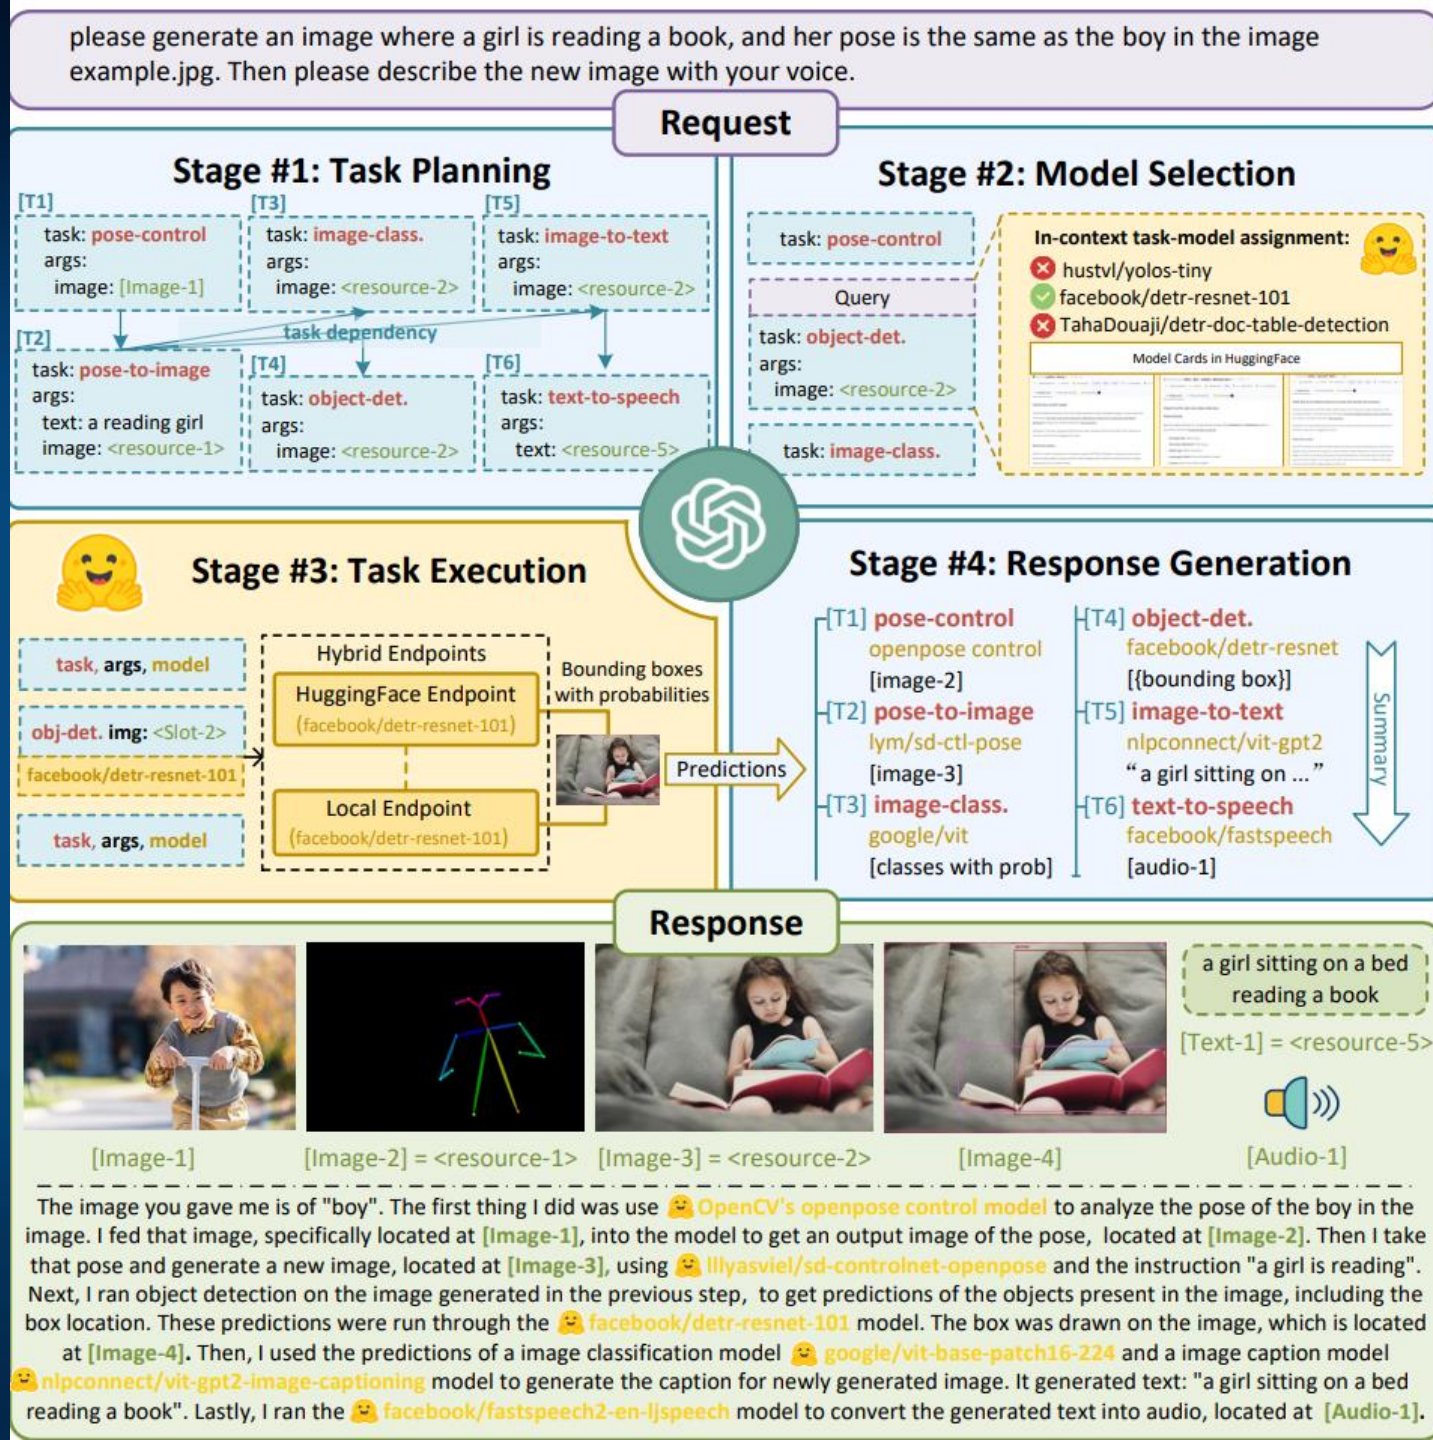 please generate an image where a girl is reading a book, and her pose is the same as the boy in the image
example.jpg. Then please describe the new image with your voice.
Request
Stage #1: Task Planning
[T1]
task: pose-control
args:
image: [Image-1]
[T3]
task: image-class.
args:
image: <resource-2>
[T5]
task: image-to-text
args:
image: <resource-2>
task dependency
[T2]
task: pose-to-image
args:
text: a reading girl
image: <resource-1>
[T4]
task: object-det.
args:
image: <resource-2>
[T6]
task: text-to-speech
args:
text: <resource-5>
Stage #2: Model Selection
task: pose-control
Query
task: object-det.
args:
image: <resource-2>
task: image-class.
In-context task-model assignment:
hustvl/yolos-tiny
facebook/detr-resnet-101
TahaDouaji/detr-doc-table-detection
Model Cards in HuggingFace
Stage #3: Task Execution
task, args, model
obj-det. img: <Slot-2>
facebook/detr-resnet-101
task, args, model
Hybrid Endpoints
HuggingFace Endpoint
(facebook/detr-resnet-101)
Local Endpoint
(facebook/detr-resnet-101)
Bounding boxes
with probabilities
Predictions
Stage #4: Response Generation
[T1] pose-control
openpose control
[image-2]
[T2] pose-to-image
lym/sd-ctl-pose
[image-3]
[T3] image-class.
google/vit
[classes with prob]
[T4] object-det.
facebook/detr-resnet
[{bounding box}]
[T5] image-to-text
nlpconnect/vit-gpt2
“a girl sitting on ...”
[T6] text-to-speech
facebook/fastspeech
[audio-1]
Summary
Response
a girl sitting on a bed
reading a book
[Text-1] = <resource-5>
[Image-1]
[Image-2] = <resource-1>
[Image-3] = <resource-2>
[Image-4]
[Audio-1]
The image you gave me is of "boy". The first thing I did was use OpenCV's openpose control model to analyze the pose of the boy in the
image. I fed that image, specifically located at [Image-1], into the model to get an output image of the pose, located at [Image-2]. Then I take
that pose and generate a new image, located at [Image-3], using lllyasviel/sd-controlnet-openpose and the instruction "a girl is reading".
Next, I ran object detection on the image generated in the previous step, to get predictions of the objects present in the image, including the
box location. These predictions were run through the facebook/detr-resnet-101 model. The box was drawn on the image, which is located
at [Image-4]. Then, I used the predictions of a image classification model google/vit-base-patch16-224 and a image caption model
nlpconnect/vit-gpt2-image-captioning model to generate the caption for newly generated image. It generated text: "a girl sitting on a bed
reading a book". Lastly, I ran the facebook/fastspeech2-en-ljspeech model to convert the generated text into audio, located at [Audio-1].